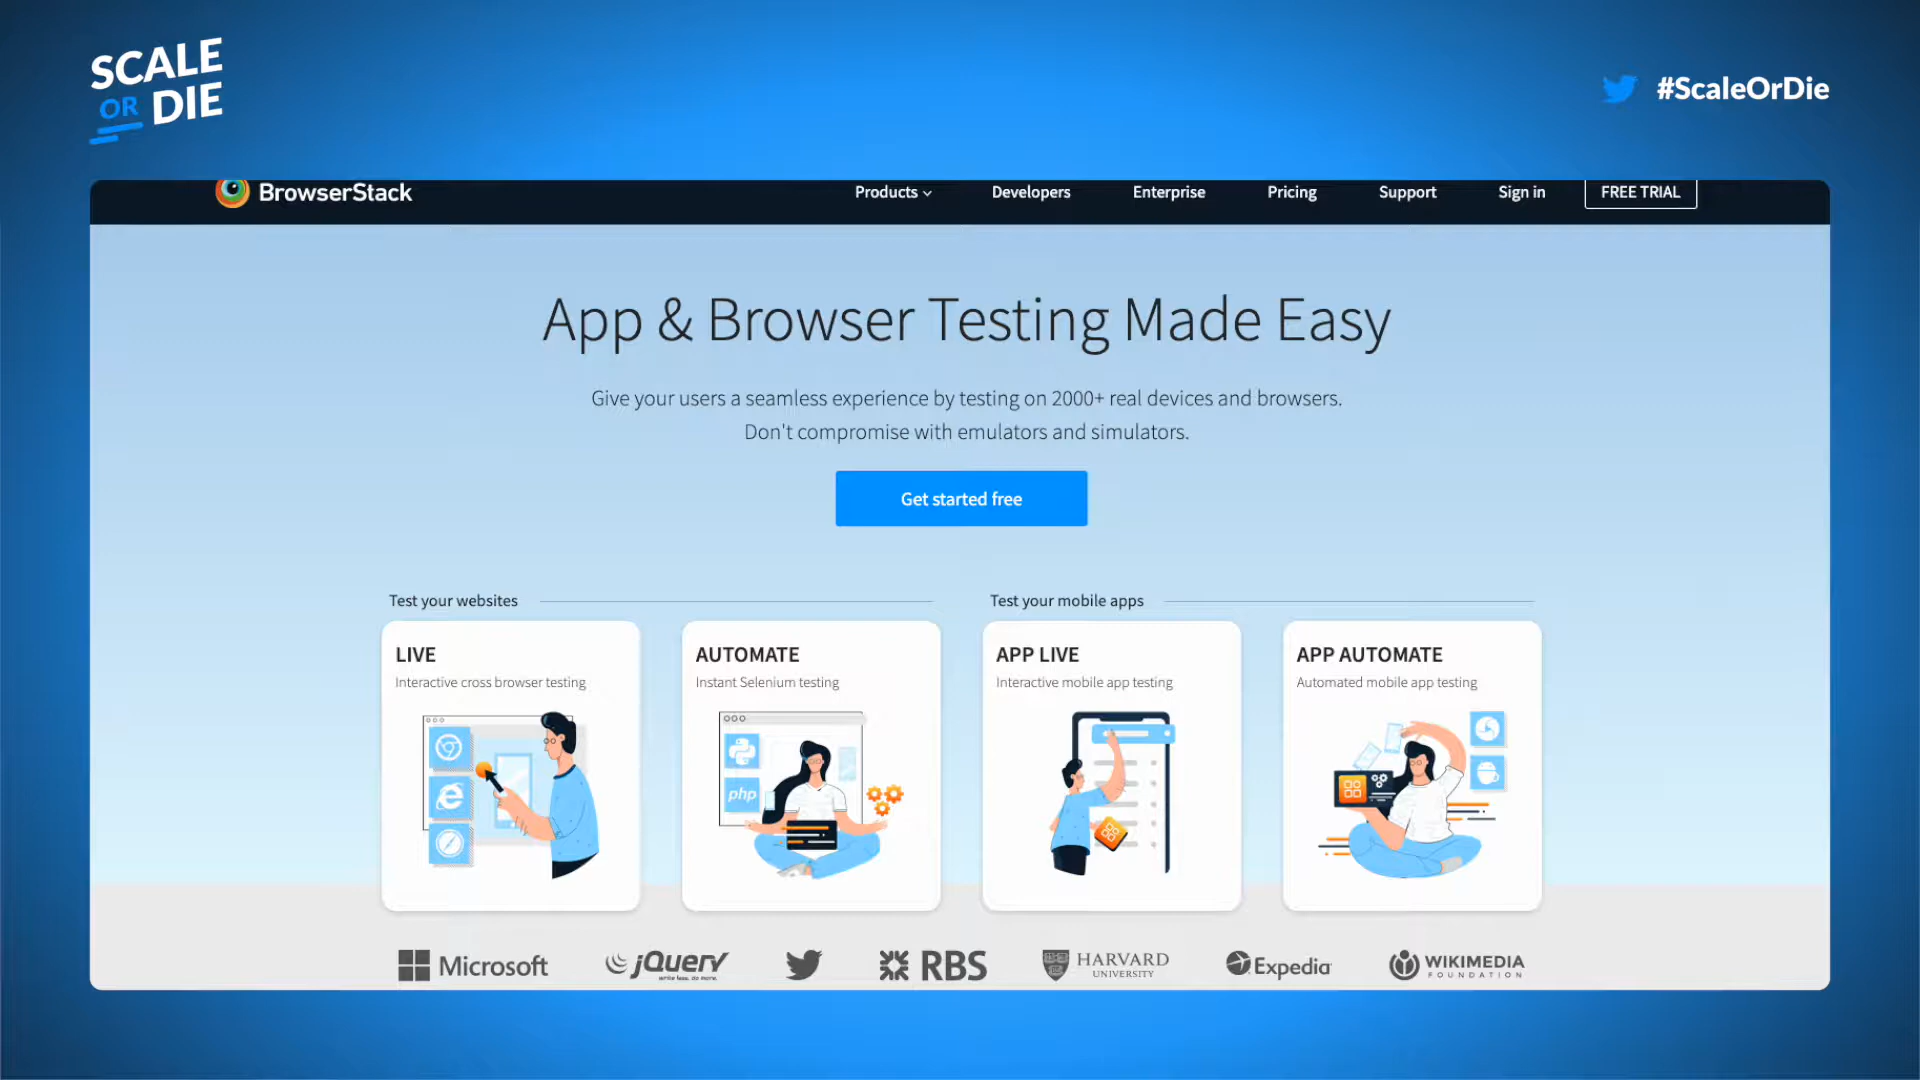 SCALE
OR DIE
#ScaleOrDie
BrowserStack
Products
Developers
Enterprise
Pricing
Support
Sign in
FREE TRIAL
App & Browser Testing Made Easy
Give your users a seamless experience by testing on 2000+ real devices and browsers.
Don't compromise with emulators and simulators.
Get started free
Test your websites
Test your mobile apps
LIVE
Interactive cross browser testing
AUTOMATE
Instant Selenium testing
php
APP LIVE
Interactive mobile app testing
APP AUTOMATE
Automated mobile app testing
Microsoft
jQuery
write less, do more.
RBS
HARVARD
UNIVERSITY
Expedia
WIKIMEDIA
FOUNDATION